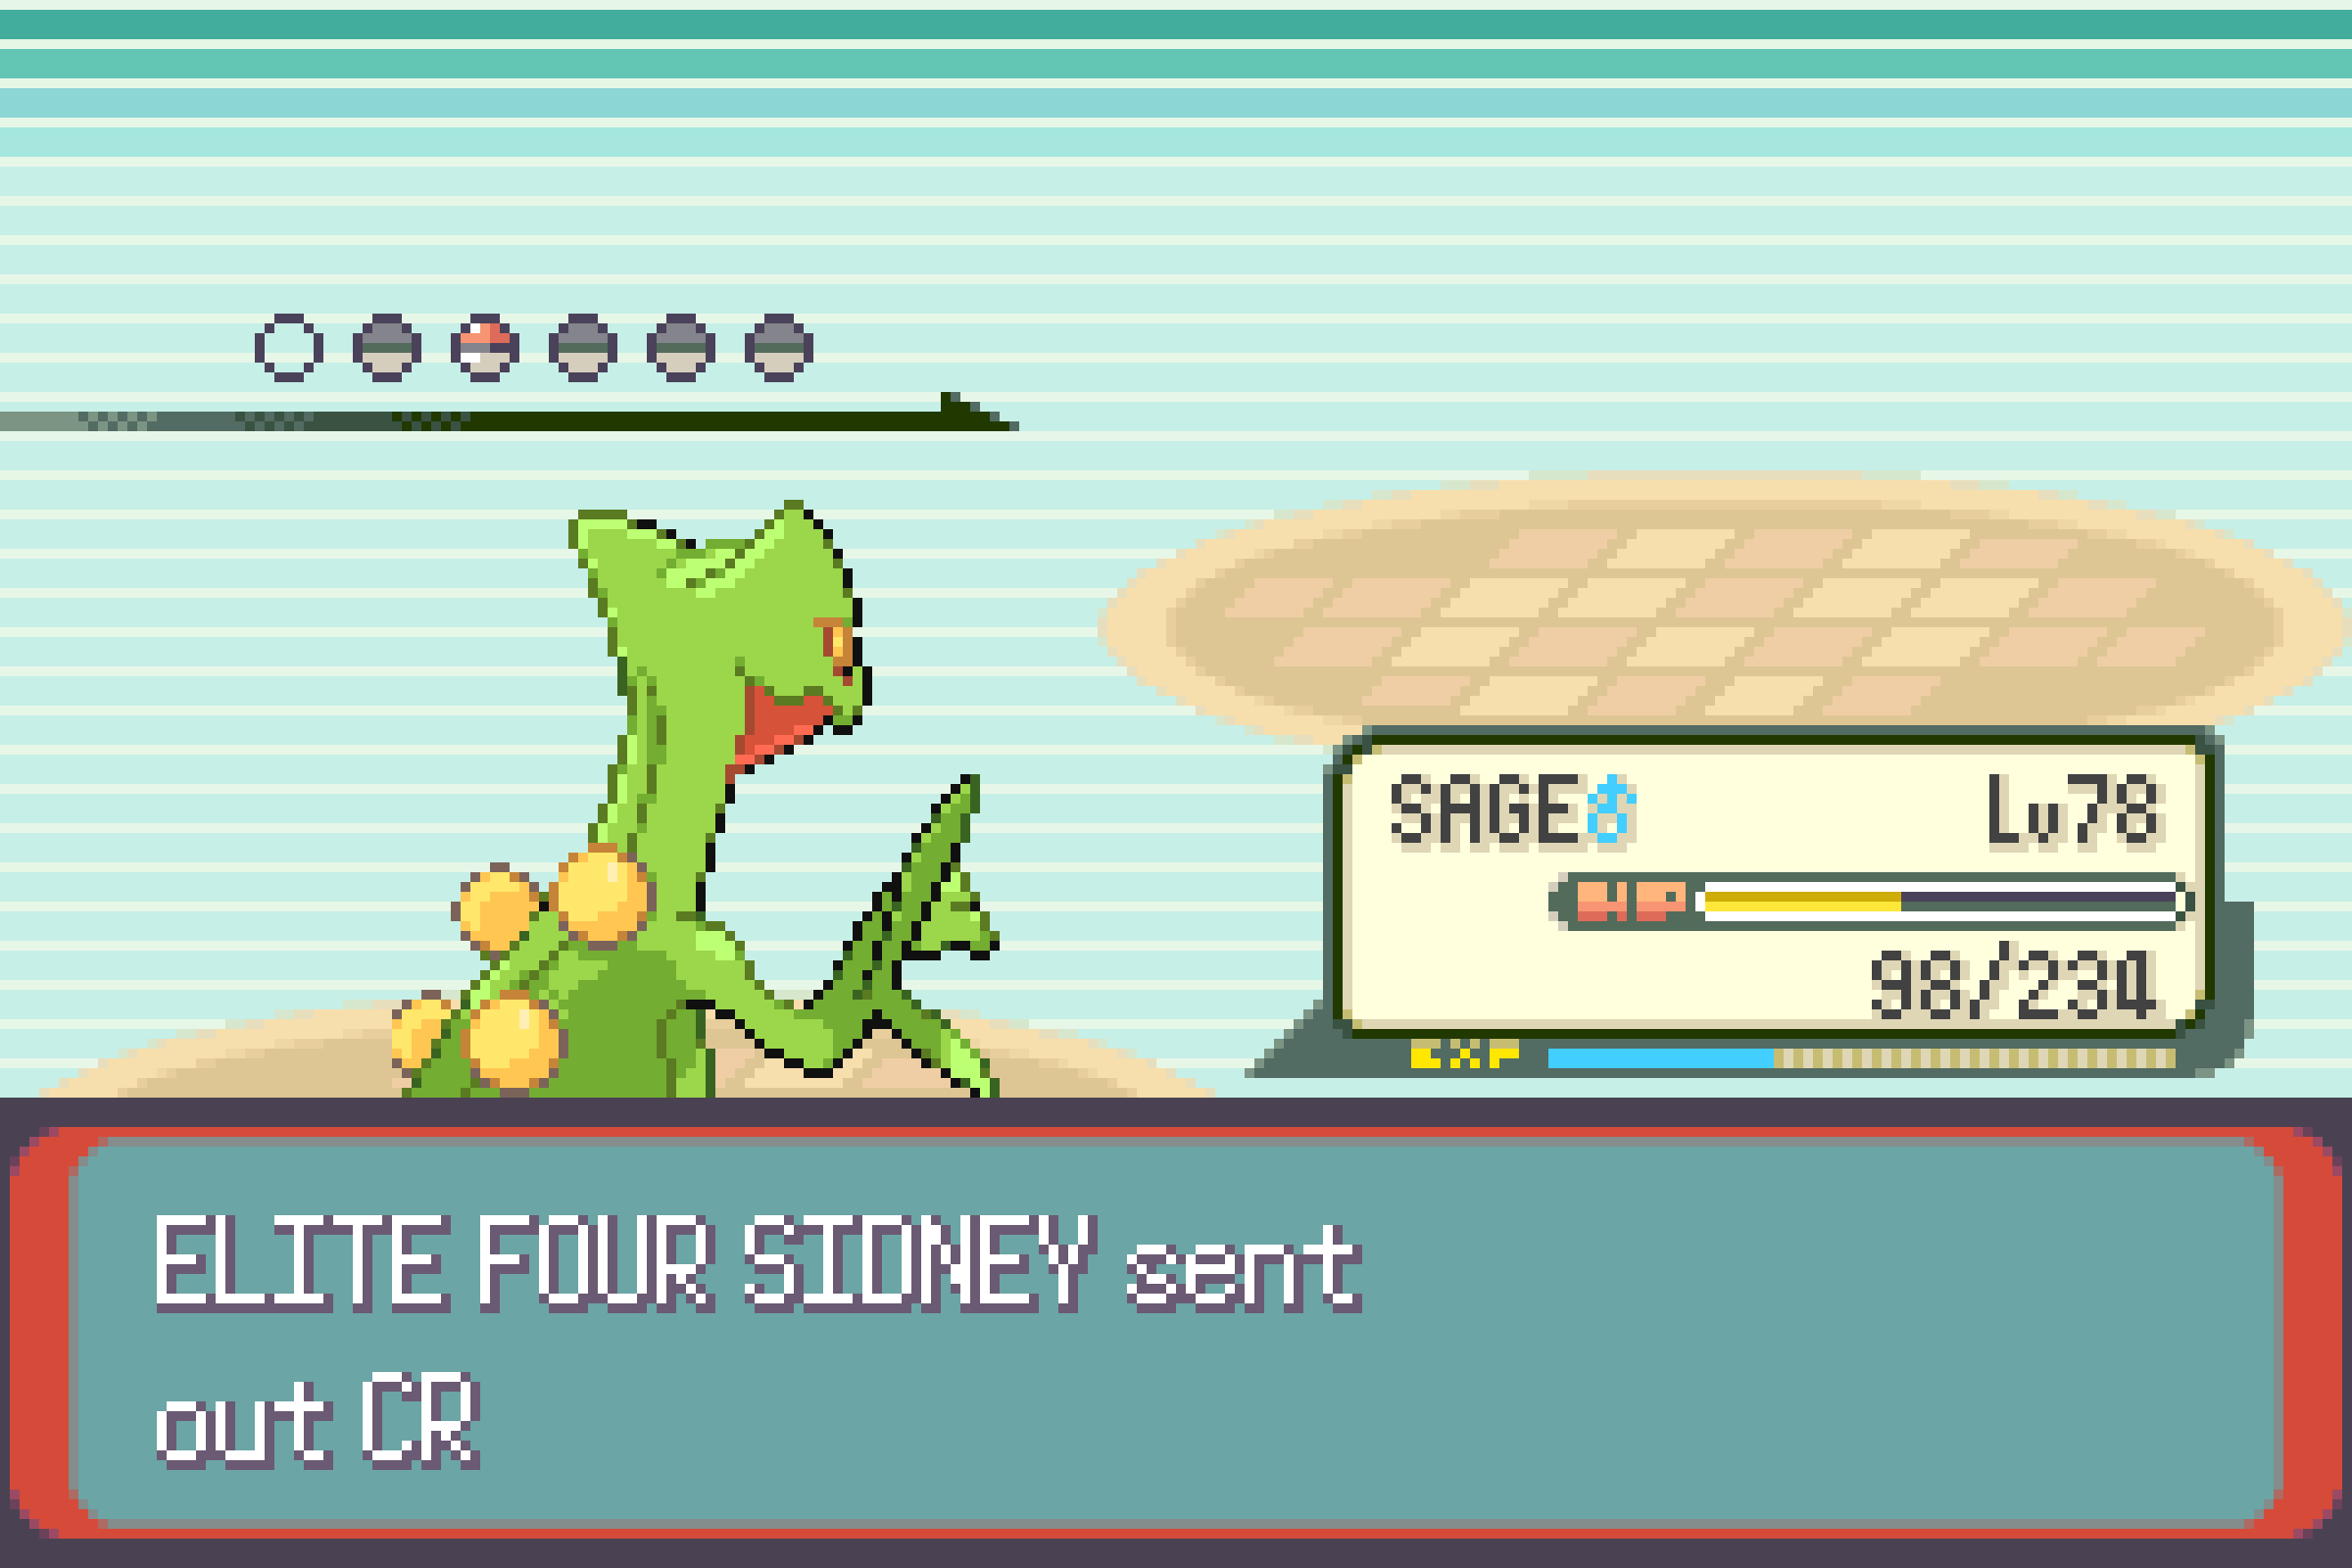 SAGE♂ Lv78
HP
98/234
EXP
ELITE FOUR SIDNEY sent
out CR